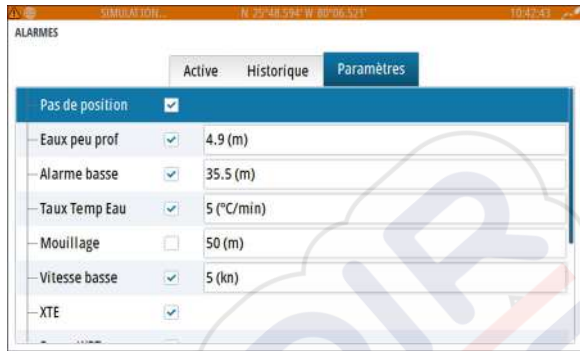 SIMULATION... N 25°48.594' W 80°06.521' 10:42:43
ALARMES
Active Historique Paramètres
Pas de position
Eaux peu prof 4.9 (m)
Alarme basse 35.5 (m)
Taux Temp Eau 5 (°C/min)
Mouillage 50 (m)
Vitesse basse 5 (kn)
XTE